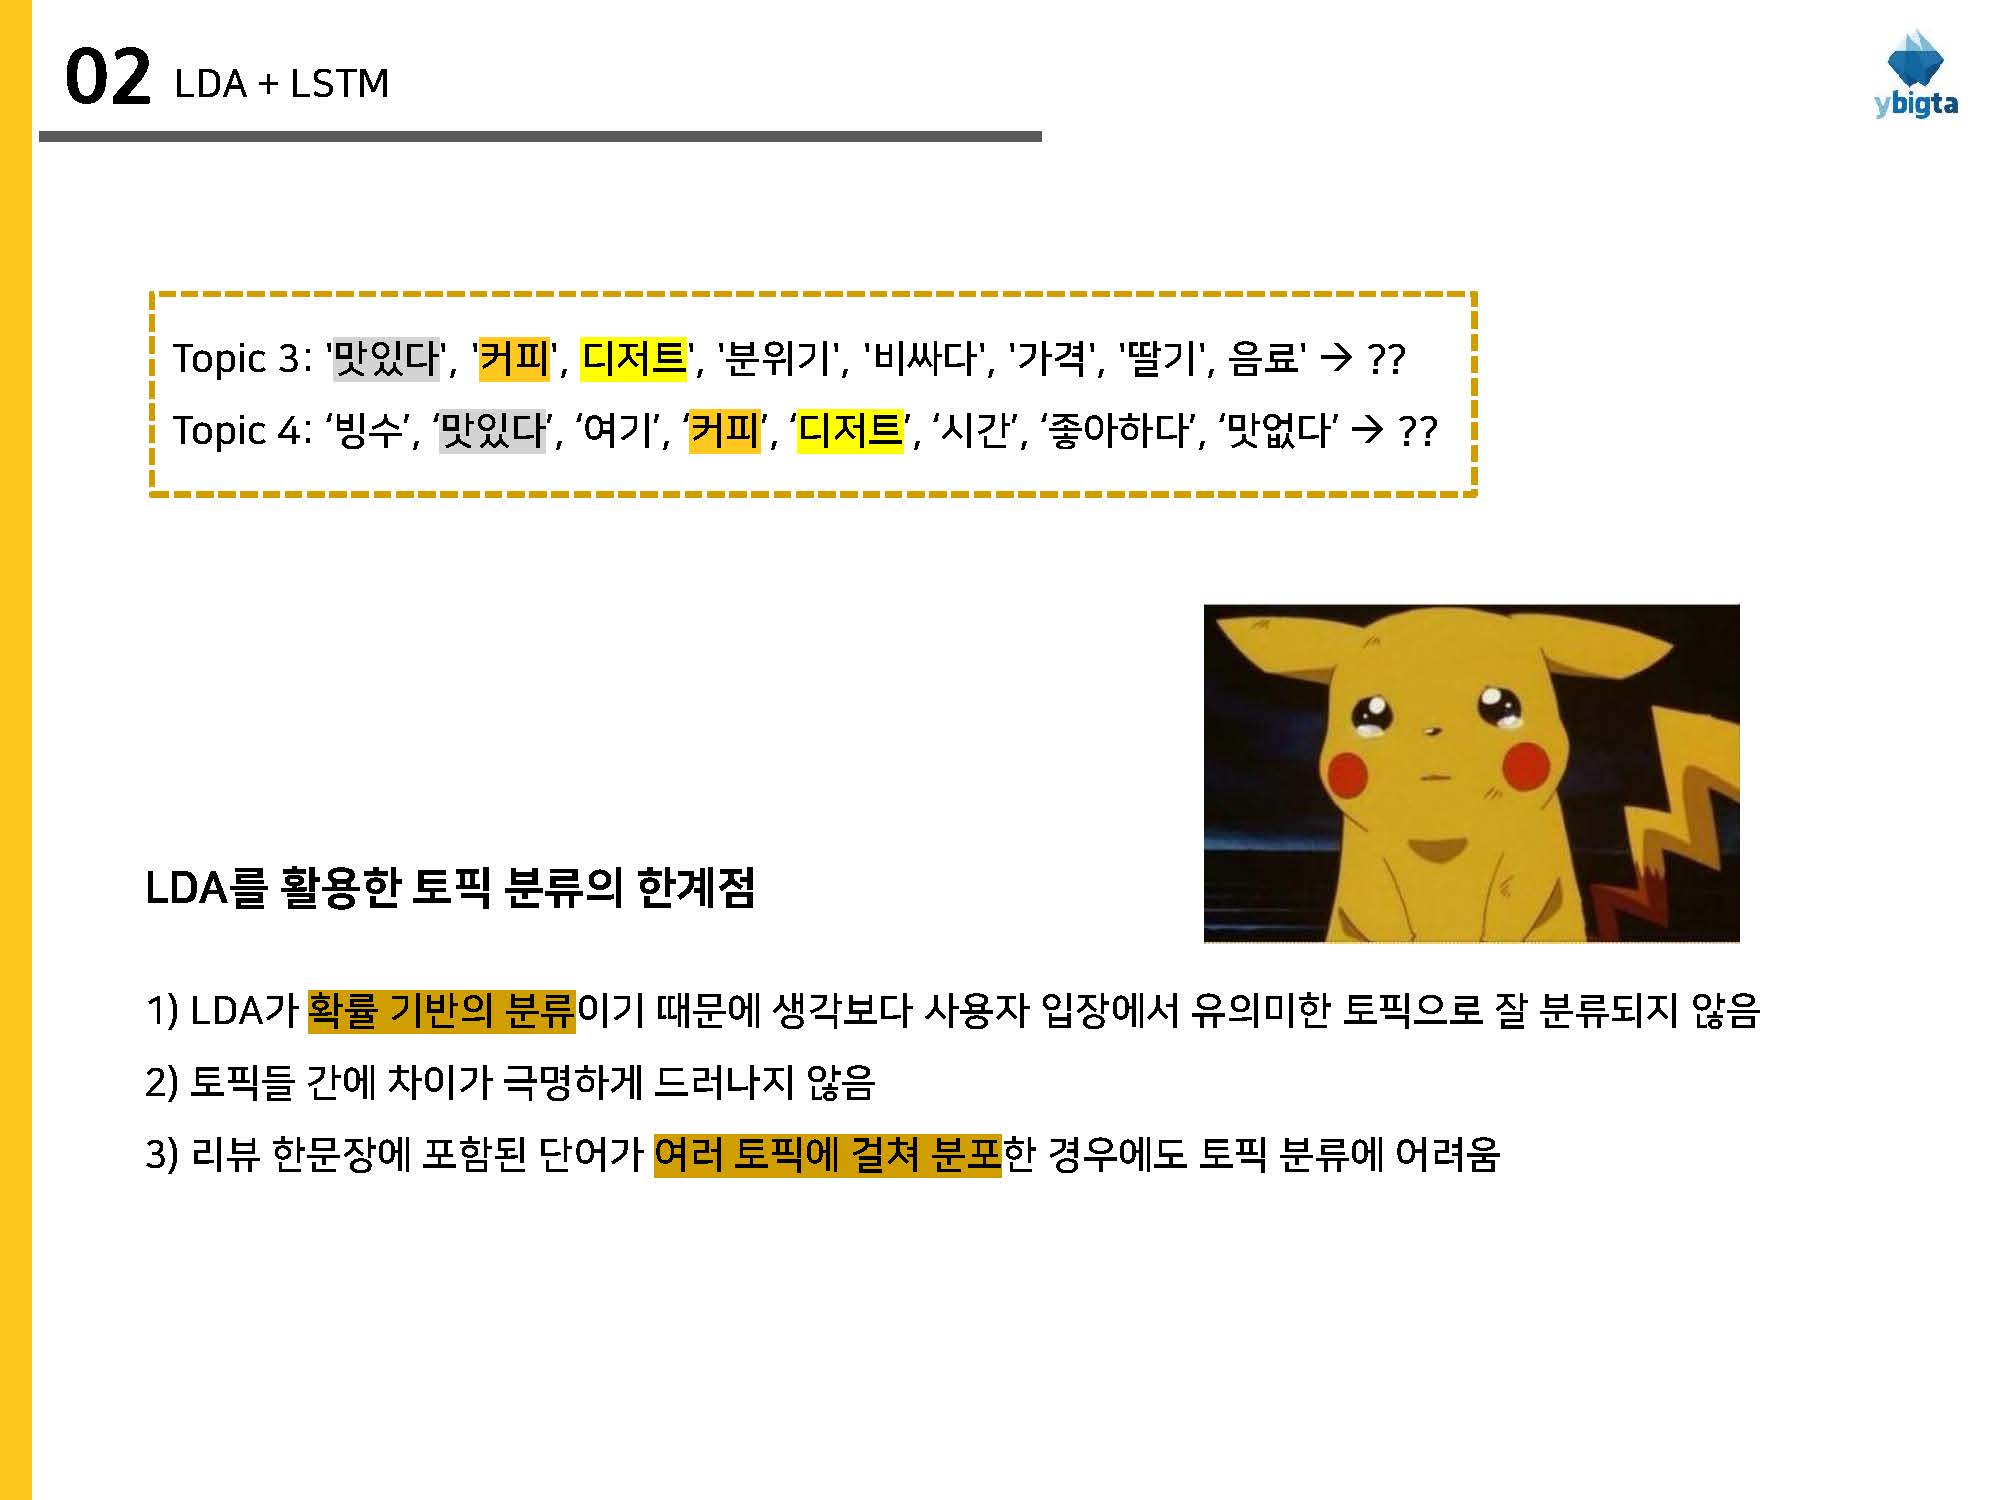 02 LDA + LSTM
ybigta
Topic 3: '맛있다', '커피', 디저트', '분위기', '비싸다', '가격', '딸기', 음료' → ??
Topic 4: ‘빙수’, ‘맛있다’, ‘여기’, ‘커피’, ‘디저트’, ‘시간’, ‘좋아하다’, ‘맛없다’ → ??
LDA를 활용한 토픽 분류의 한계점
1) LDA가 확률 기반의 분류이기 때문에 생각보다 사용자 입장에서 유의미한 토픽으로 잘 분류되지 않음
2) 토픽들 간에 차이가 극명하게 드러나지 않음
3) 리뷰 한문장에 포함된 단어가 여러 토픽에 걸쳐 분포한 경우에도 토픽 분류에 어려움